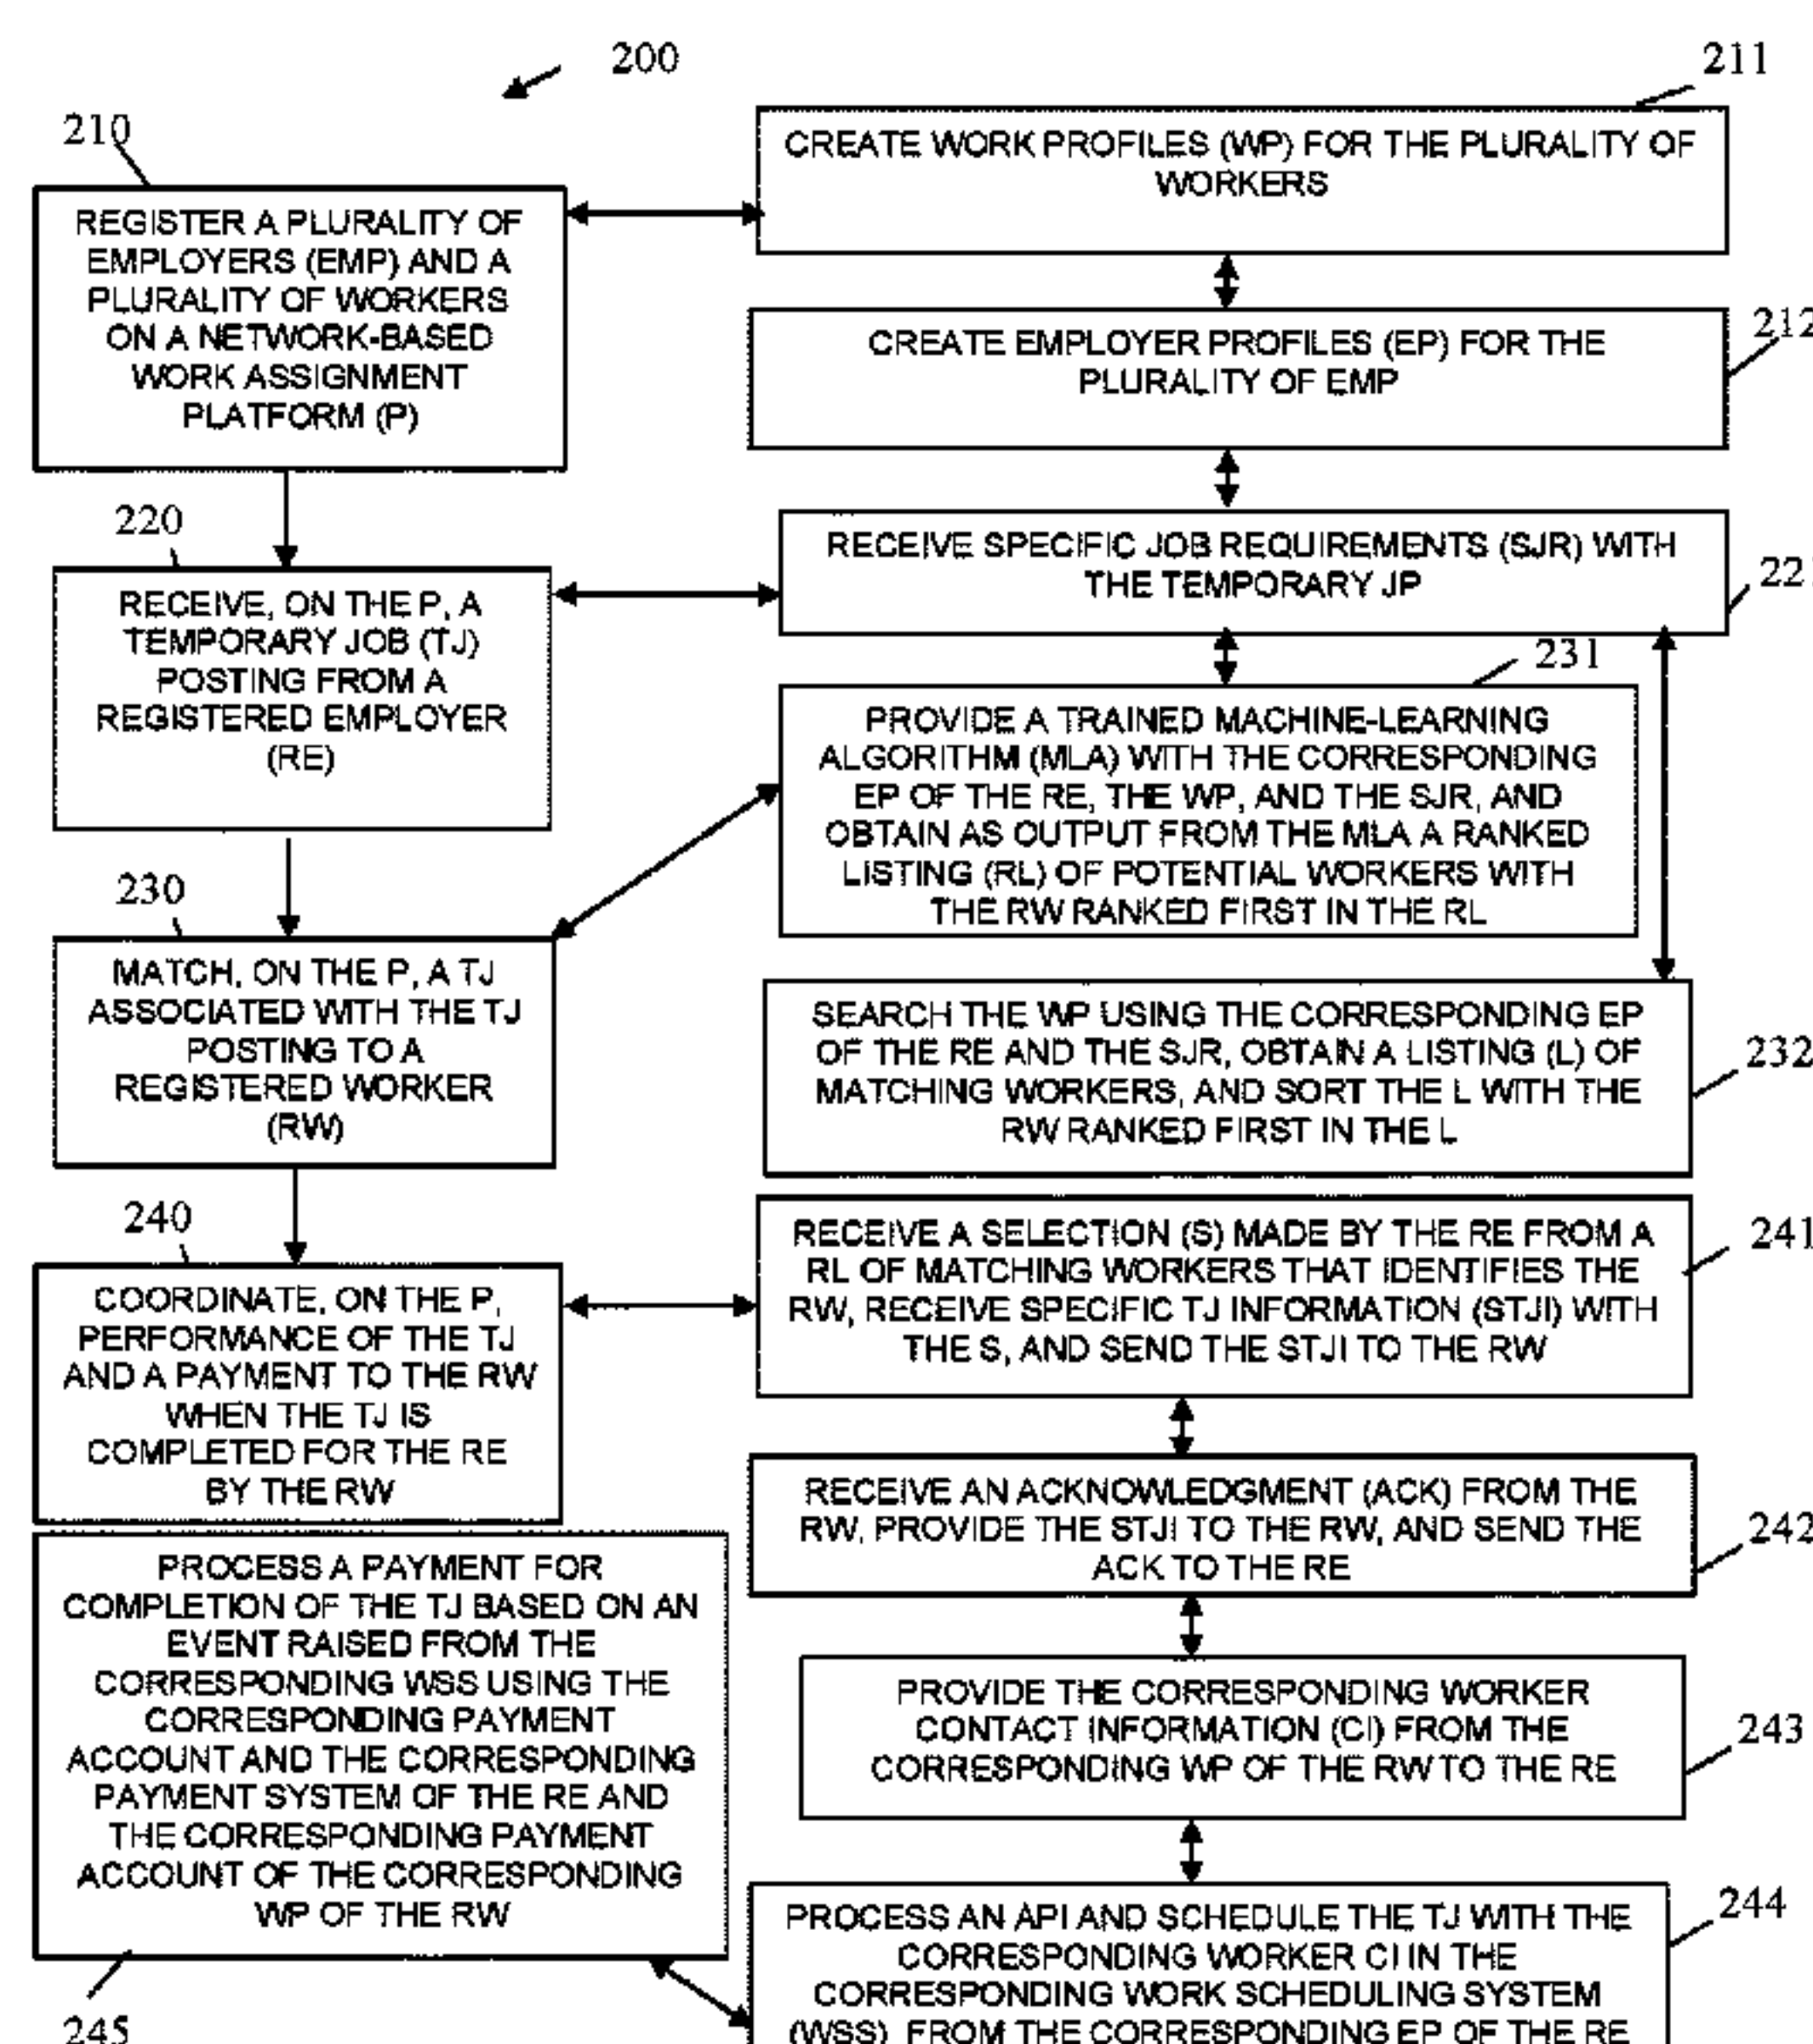 200
211
210
CREATE WORK PROFILES (WP) FOR THE PLURALITY OF
WORKERS
REGISTER A PLURALITY OF
EMPLOYERS (EMP) AND A
PLURALITY OF WORKERS
ON A NETWORK-BASED
WORK ASSIGNMENT
PLATFORM (P)
212
CREATE EMPLOYER PROFILES (EP) FOR THE
PLURALITY OF EMP
220
RECEIVE SPECIFIC JOB REQUIREMENTS (SJR) WITH
THE TEMPORARY JP
RECEIVE, ON THE P, A
TEMPORARY JOB (TJ)
POSTING FROM A
REGISTERED EMPLOYER
(RE)
231
PROVIDE A TRAINED MACHINE-LEARNING
ALGORITHM (MLA) WITH THE CORRESPONDING
EP OF THE RE, THE WP, AND THE SJR, AND
OBTAIN AS OUTPUT FROM THE MLA A RANKED
LISTING (RL) OF POTENTIAL WORKERS WITH
THE RW RANKED FIRST IN THE RL
230
MATCH, ON THE P, A TJ
ASSOCIATED WITH THE TJ
POSTING TO A
REGISTERED WORKER
(RW)
SEARCH THE WP USING THE CORRESPONDING EP
OF THE RE AND THE SJR, OBTAIN A LISTING (L) OF
MATCHING WORKERS, AND SORT THE L WITH THE
RW RANKED FIRST IN THE L
232
240
RECEIVE A SELECTION (S) MADE BY THE RE FROM A
RL OF MATCHING WORKERS THAT IDENTIFIES THE
RW, RECEIVE SPECIFIC TJ INFORMATION (STJI) WITH
THE S, AND SEND THE STJI TO THE RW
241
COORDINATE, ON THE P,
PERFORMANCE OF THE TJ
AND A PAYMENT TO THE RW
WHEN THE TJ IS
COMPLETED FOR THE RE
BY THE RW
RECEIVE AN ACKNOWLEDGMENT (ACK) FROM THE
RW, PROVIDE THE STJI TO THE RW, AND SEND THE
ACK TO THE RE
242
PROCESS A PAYMENT FOR
COMPLETION OF THE TJ BASED ON AN
EVENT RAISED FROM THE
CORRESPONDING WSS USING THE
CORRESPONDING PAYMENT
ACCOUNT AND THE CORRESPONDING
PAYMENT SYSTEM OF THE RE AND
THE CORRESPONDING PAYMENT
ACCOUNT OF THE CORRESPONDING
WP OF THE RW
245
PROVIDE THE CORRESPONDING WORKER
CONTACT INFORMATION (CI) FROM THE
CORRESPONDING WP OF THE RW TO THE RE
243
PROCESS AN API AND SCHEDULE THE TJ WITH THE
CORRESPONDING WORKER CI IN THE
CORRESPONDING WORK SCHEDULING SYSTEM
(WSS) FROM THE CORRESPONDING EP OF THE RE
244